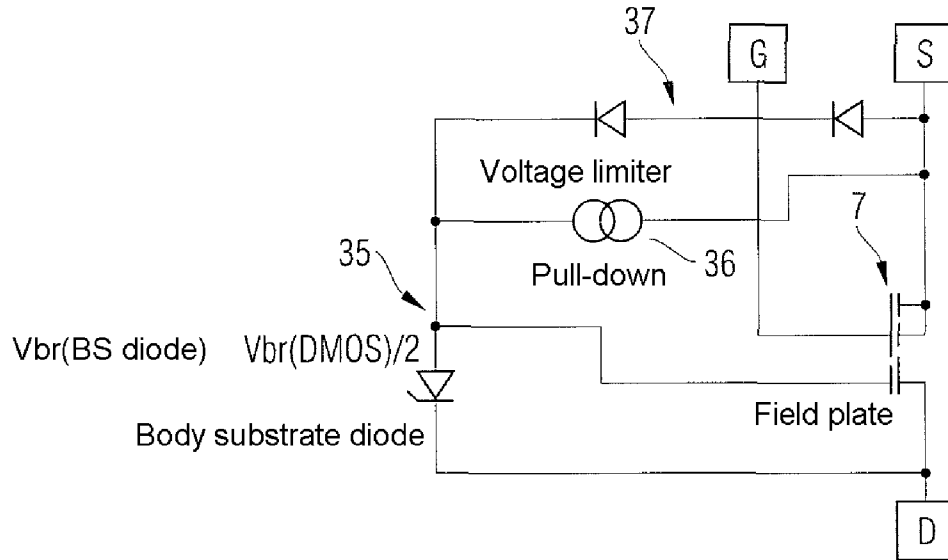 37
G
S
Voltage limiter
7
35
36
Pull-down
Vbr(BS diode) Vbr(DMOS)/2
Field plate
Body substrate diode
D